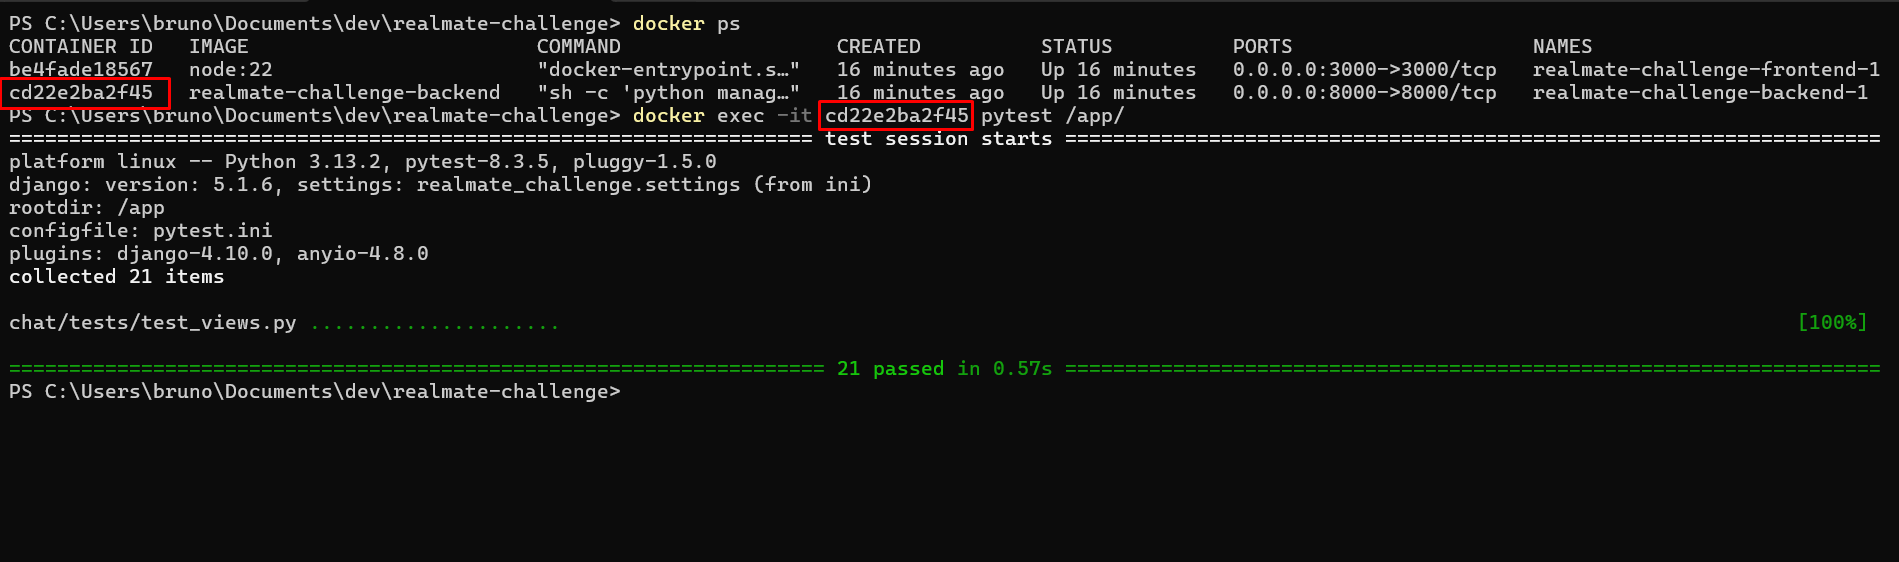 PS C:\Users\bruno\Documents\dev\realmate-challenge> docker ps
CONTAINER ID   IMAGE                        COMMAND                  CREATED          STATUS          PORTS                    NAMES
be4fade18567   node:22                      "docker-entrypoint.s…"   16 minutes ago   Up 16 minutes   0.0.0.0:3000->3000/tcp   realmate-challenge-frontend-1
cd22e2ba2f45   realmate-challenge-backend   "sh -c 'python manag…"   16 minutes ago   Up 16 minutes   0.0.0.0:8000->8000/tcp   realmate-challenge-backend-1
PS C:\Users\bruno\Documents\dev\realmate-challenge> docker exec -it cd22e2ba2f45 pytest /app/
=================================================================== test session starts ====================================================================
platform linux -- Python 3.13.2, pytest-8.3.5, pluggy-1.5.0
django: version: 5.1.6, settings: realmate_challenge.settings (from ini)
rootdir: /app
configfile: pytest.ini
plugins: django-4.10.0, anyio-4.8.0
collected 21 items
chat/tests/test_views.py .....................                                                                                                       [100%]
==================================================================== 21 passed in 0.57s ====================================================================
PS C:\Users\bruno\Documents\dev\realmate-challenge>